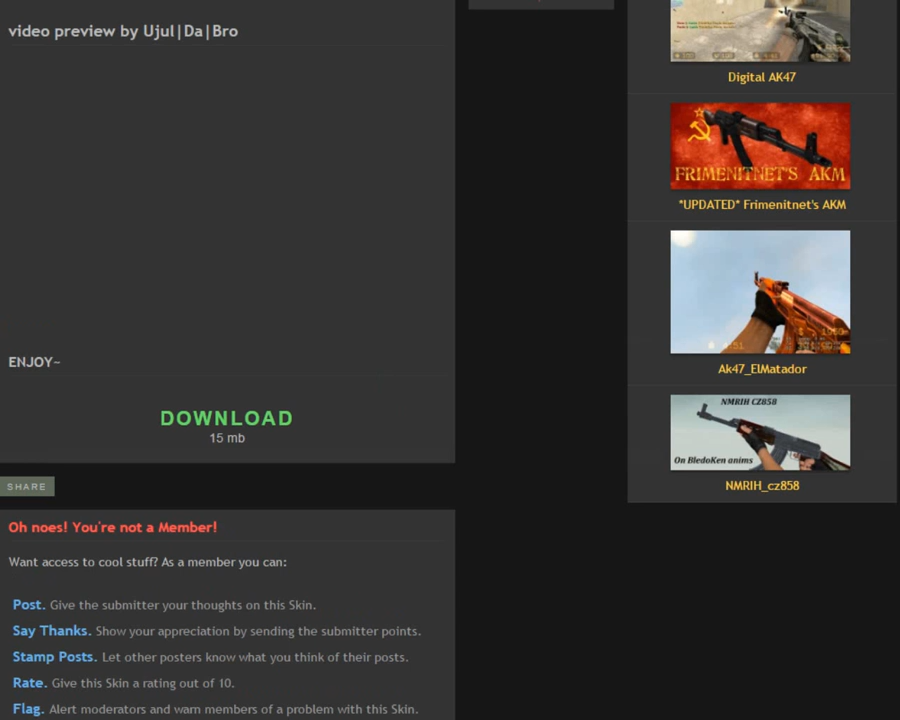 video preview by Ujul|Da|Bro
ENJOY~
DOWNLOAD
15 mb
SHARE
Oh noes! You're not a Member!
Want access to cool stuff? As a member you can:
Post. Give the submitter your thoughts on this Skin.
Say Thanks. Show your appreciation by sending the submitter points.
Stamp Posts. Let other posters know what you think of their posts.
Rate. Give this Skin a rating out of 10.
Flag. Alert moderators and warn members of a problem with this Skin.
Digital AK47
FRIMENITNET'S AKM
*UPDATED* Frimenitnet's AKM
Ak47_ElMatador
NMRIH CZ858
On BledoKen anims
NMRIH_cz858